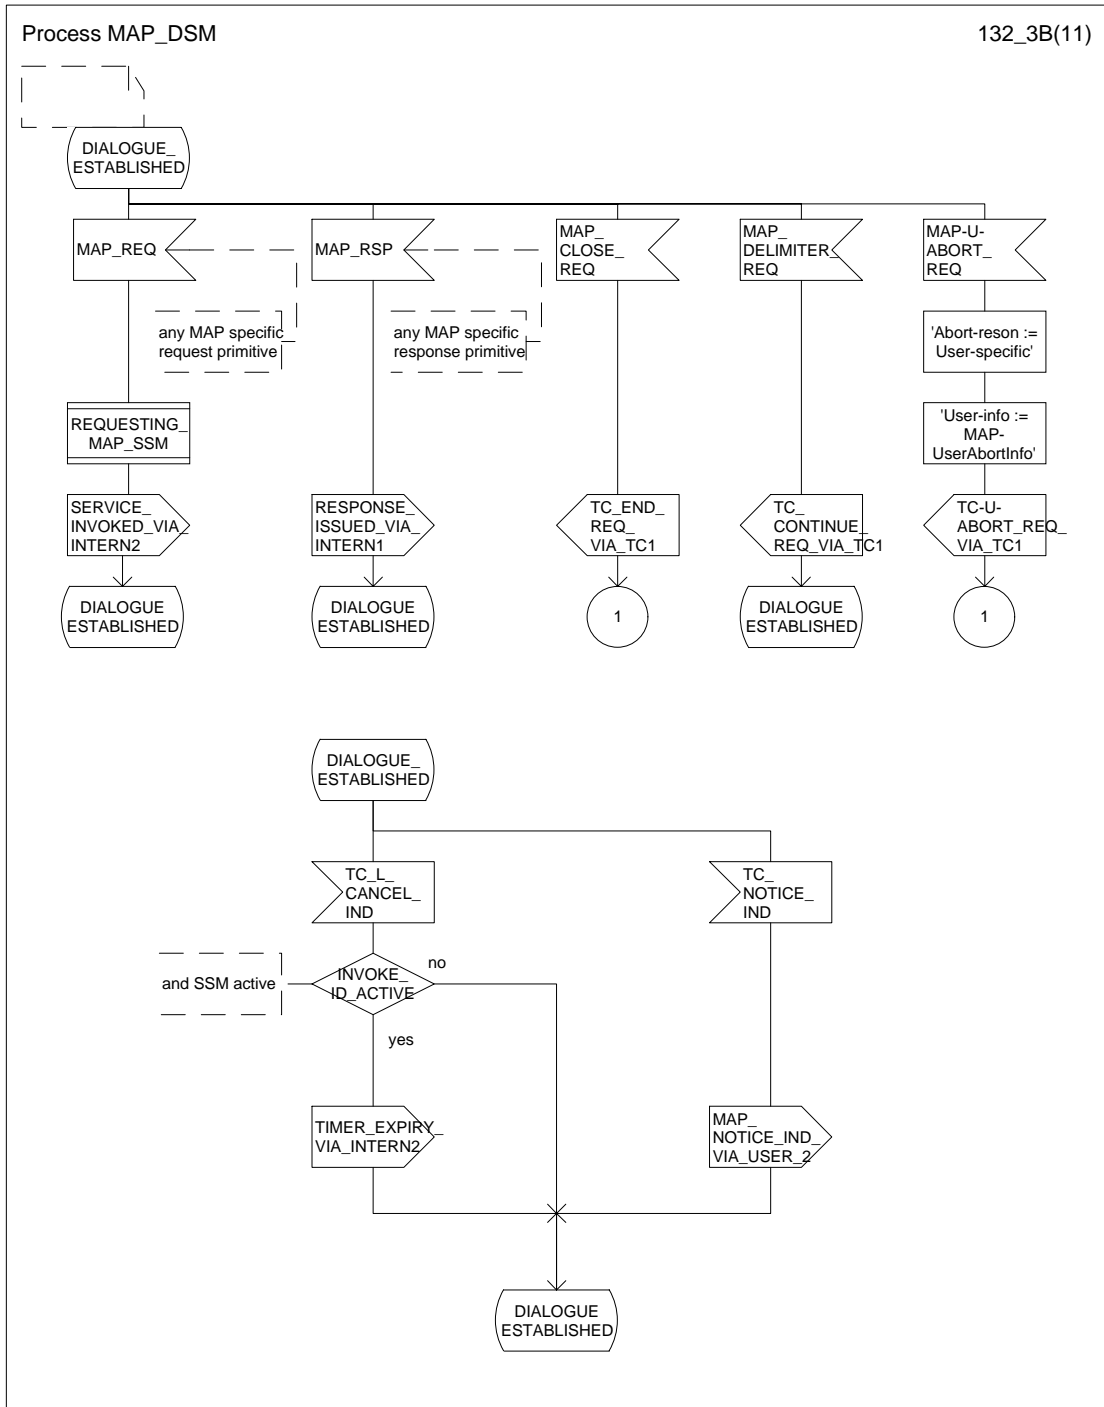 Process MAP_DSM
132_3B(11)
DIALOGUE_
ESTABLISHED
MAP_REQ
MAP_RSP
MAP_
CLOSE_
REQ
MAP_
DELIMITER_
REQ
MAP-U-
ABORT_
REQ
any MAP specific
request primitive
any MAP specific
response primitive
'Abort-reson :=
User-specific'
REQUESTING_
MAP_SSM
'User-info :=
MAP-
UserAbortInfo'
SERVICE_
INVOKED_VIA_
INTERN2
RESPONSE_
ISSUED_VIA_
INTERN1
TC_END_
REQ_
VIA_TC1
TC_
CONTINUE_
REQ_VIA_TC1
TC-U-
ABORT_REQ_
VIA_TC1
DIALOGUE
ESTABLISHED
DIALOGUE
ESTABLISHED
1
DIALOGUE
ESTABLISHED
1
DIALOGUE_
ESTABLISHED
TC_L_
CANCEL_
IND
TC_
NOTICE_
IND
and SSM active
INVOKE_
ID_ACTIVE
no
yes
TIMER_EXPIRY_
VIA_INTERN2
MAP_
NOTICE_IND_
VIA_USER_2
DIALOGUE
ESTABLISHED